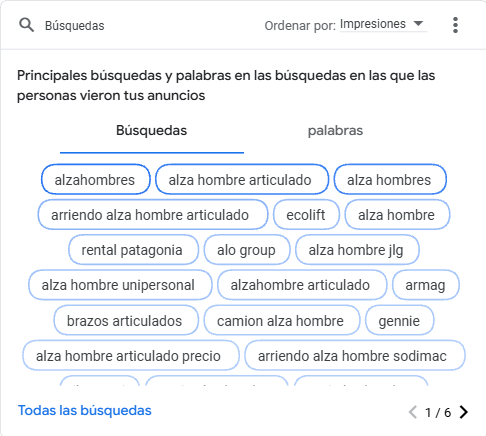 Búsquedas
Ordenar por: Impresiones
Principales búsquedas y palabras en las búsquedas en las que las
personas vieron tus anuncios
Búsquedas palabras
alzahombres alza hombre articulado alza hombres
arriendo alza hombre articulado ecolift alza hombre
rental patagonia alo group alza hombre jlg
alza hombre unipersonal alzahombre articulado armag
brazos articulados camion alza hombre gennie
alza hombre articulado precio arriendo alza hombre sodimac
Todas las búsquedas 1 / 6